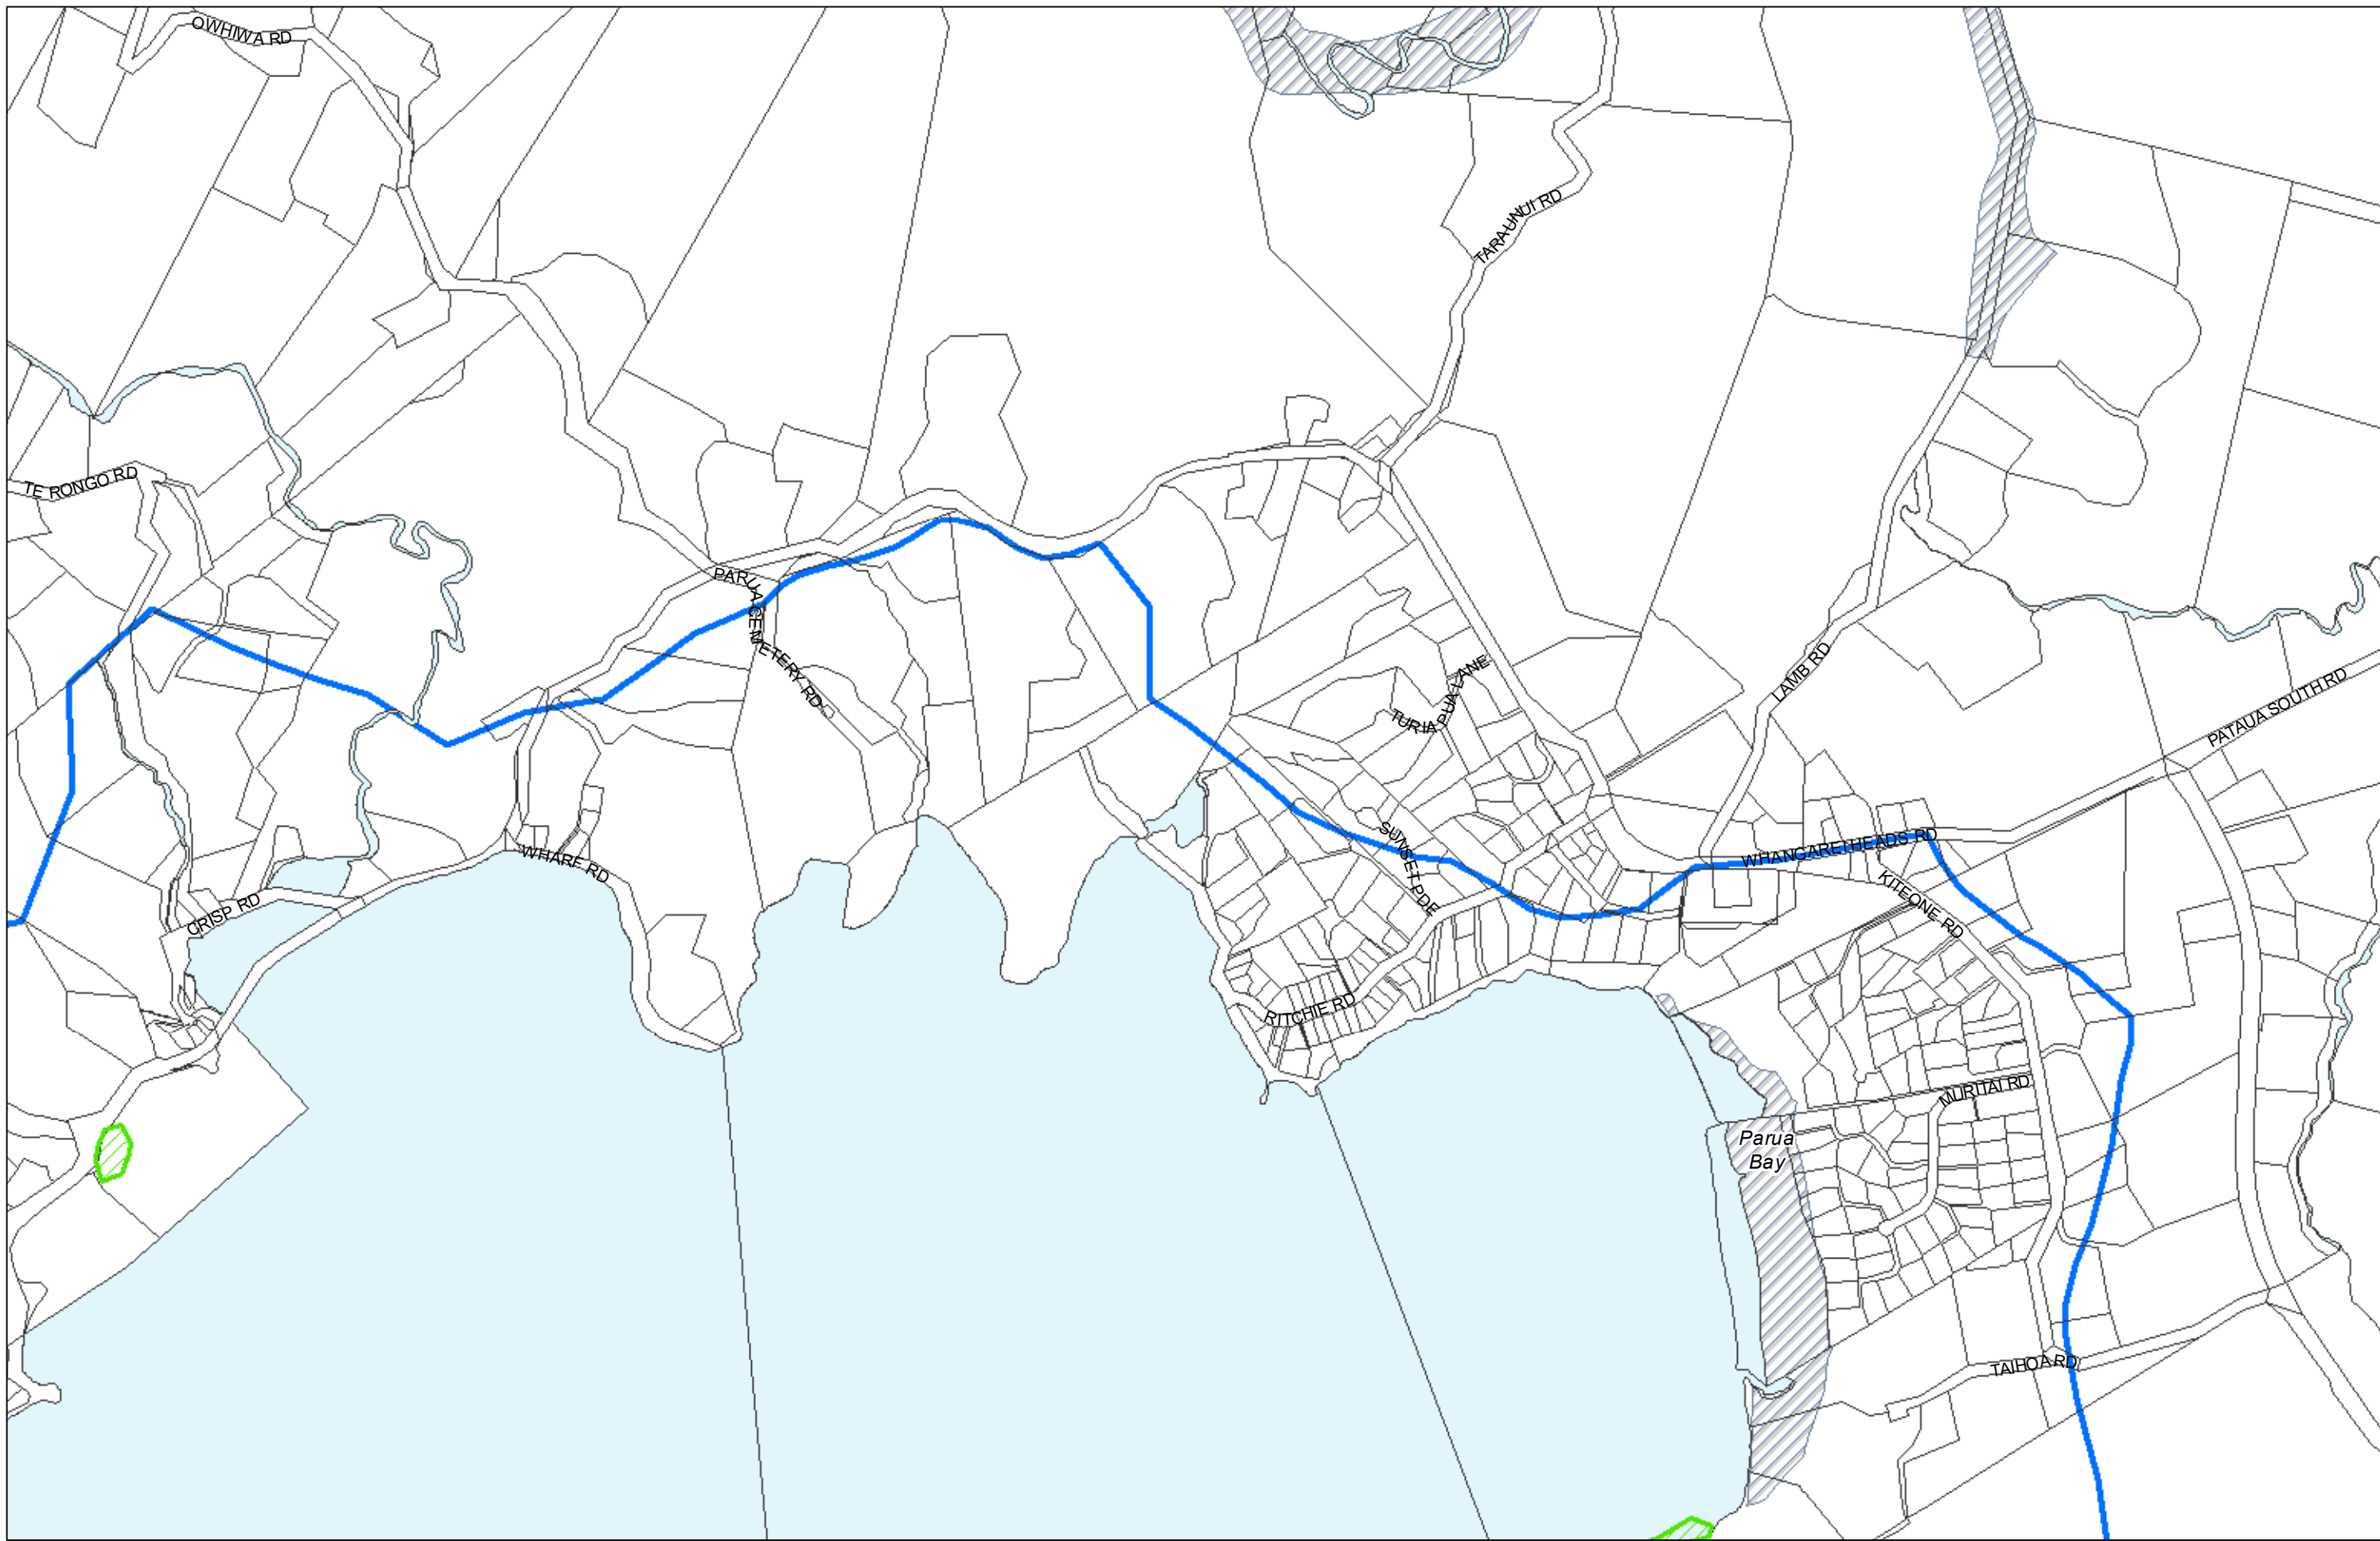 OWHIWA RD
TARAUNUI RD
TE RONGO RD
PARUA CEMETERY RD
LAMB RD
TURIAPUA LANE
PATAUA SOUTH RD
SUNSET PDE
WHANGAREI HEADS RD
WHARF RD
KITEONE RD
CRISP RD
RITCHIE RD
MURITAI RD
Parua
Bay
TAIHOA RD